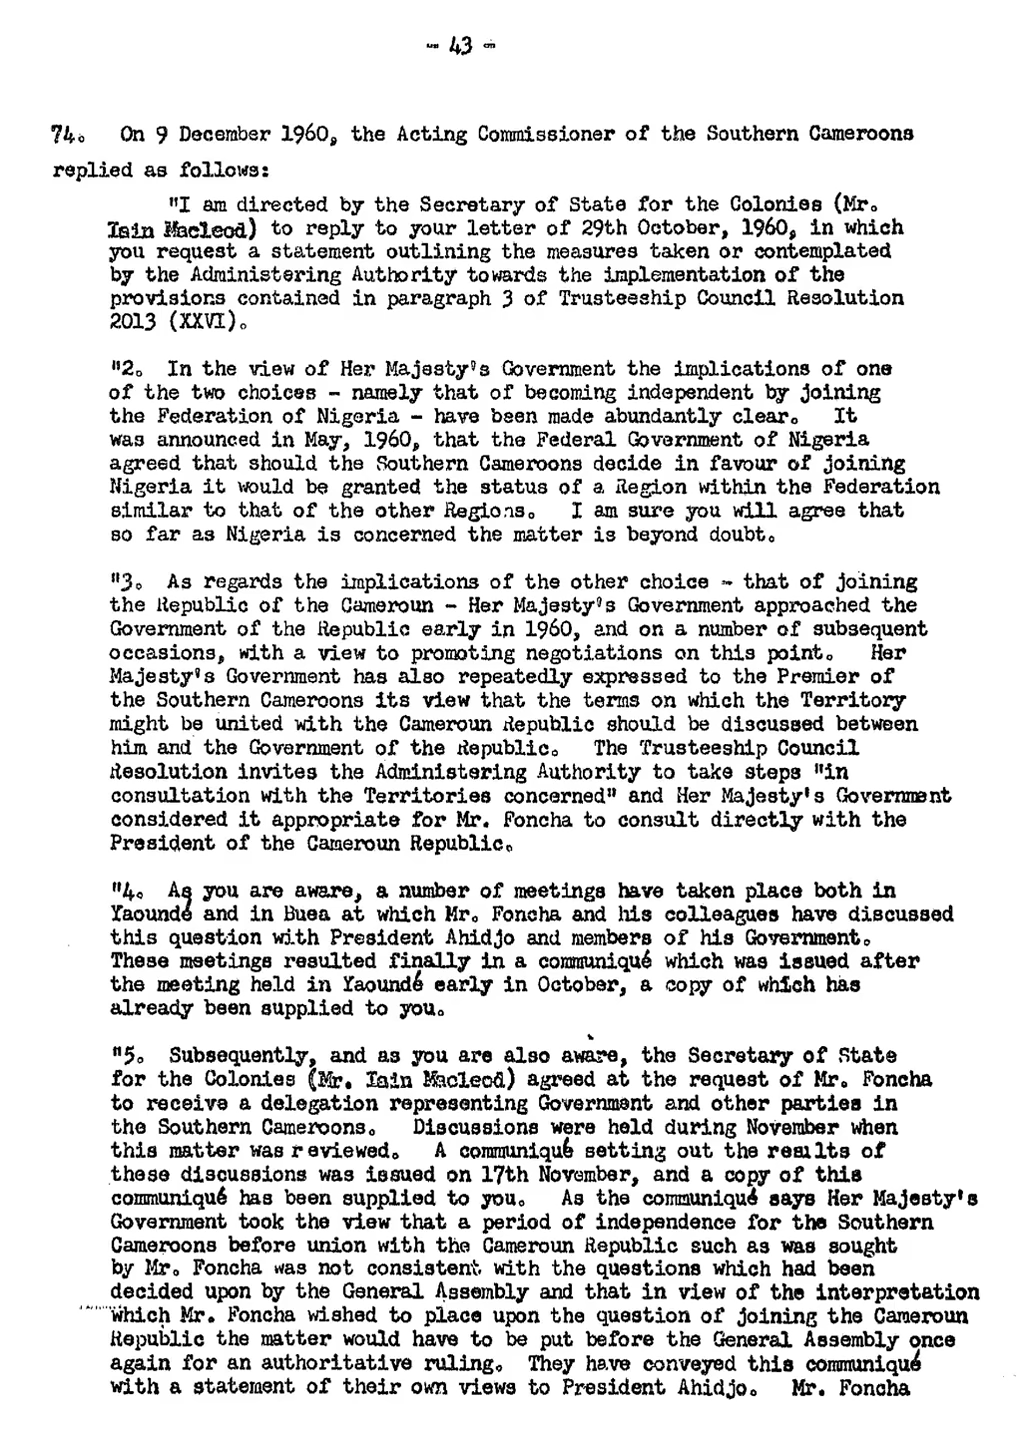 - 43 -
74. On 9 December 1960, the Acting Commissioner of the Southern Cameroons
replied as follows:
"I am directed by the Secretary of State for the Colonies (Mr.
Iain Macleod) to reply to your letter of 29th October, 1960, in which
you request a statement outlining the measures taken or contemplated
by the Administering Authority towards the implementation of the
provisions contained in paragraph 3 of Trusteeship Council Resolution
2013 (XXVI).
"2. In the view of Her Majesty's Government the implications of one
of the two choices - namely that of becoming independent by joining
the Federation of Nigeria - have been made abundantly clear. It
was announced in May, 1960, that the Federal Government of Nigeria
agreed that should the Southern Cameroons decide in favour of joining
Nigeria it would be granted the status of a Region within the Federation
similar to that of the other Regions. I am sure you will agree that
so far as Nigeria is concerned the matter is beyond doubt.
"3. As regards the implications of the other choice - that of joining
the Republic of the Cameroun - Her Majesty's Government approached the
Government of the Republic early in 1960, and on a number of subsequent
occasions, with a view to promoting negotiations on this point. Her
Majesty's Government has also repeatedly expressed to the Premier of
the Southern Cameroons its view that the terms on which the Territory
might be united with the Cameroun Republic should be discussed between
him and the Government of the Republic. The Trusteeship Council
Resolution invites the Administering Authority to take steps "in
consultation with the Territories concerned" and Her Majesty's Government
considered it appropriate for Mr. Foncha to consult directly with the
President of the Cameroun Republic.
"4. As you are aware, a number of meetings have taken place both in
Yaoundé and in Buea at which Mr. Foncha and his colleagues have discussed
this question with President Ahidjo and members of his Government.
These meetings resulted finally in a communiqué which was issued after
the meeting held in Yaoundé early in October, a copy of which has
already been supplied to you.
"5. Subsequently, and as you are also aware, the Secretary of State
for the Colonies (Mr. Iain Macleod) agreed at the request of Mr. Foncha
to receive a delegation representing Government and other parties in
the Southern Cameroons. Discussions were held during November when
this matter was reviewed. A communiqué setting out the results of
these discussions was issued on 17th November, and a copy of this
communiqué has been supplied to you. As the communiqué says Her Majesty's
Government took the view that a period of independence for the Southern
Cameroons before union with the Cameroun Republic such as was sought
by Mr. Foncha was not consistent with the questions which had been
decided upon by the General Assembly and that in view of the interpretation
which Mr. Foncha wished to place upon the question of joining the Cameroun
Republic the matter would have to be put before the General Assembly once
again for an authoritative ruling. They have conveyed this communiqué
with a statement of their own views to President Ahidjo. Mr. Foncha